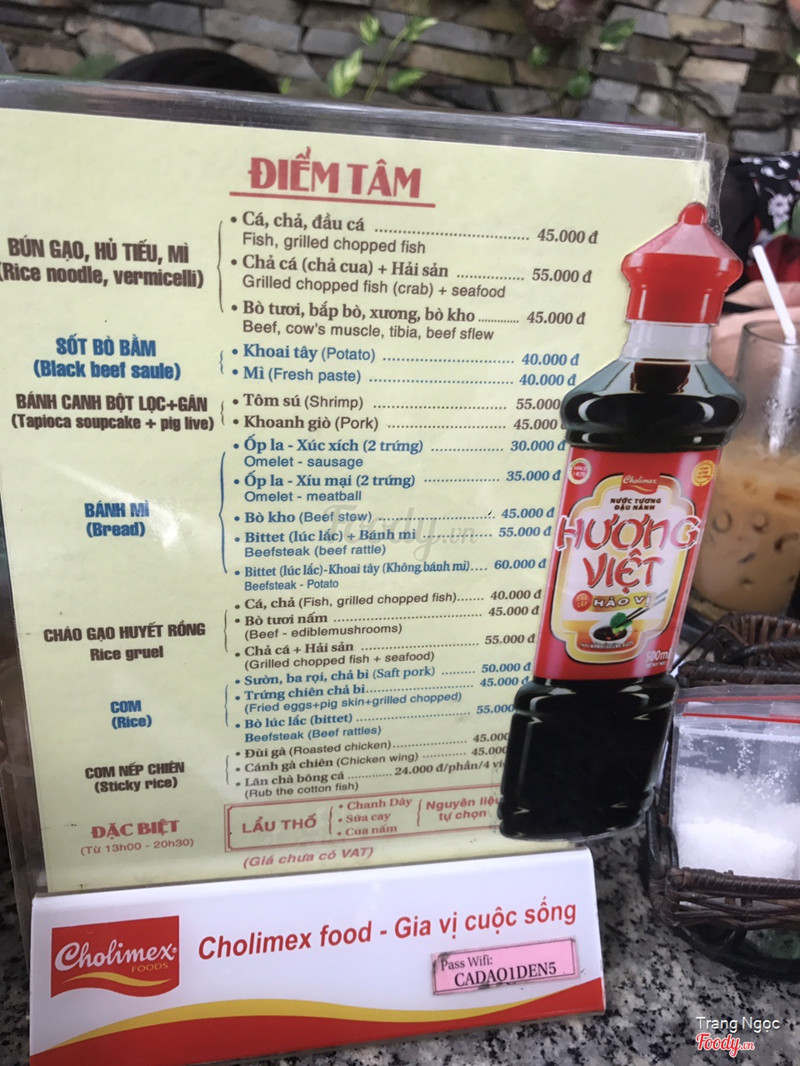 ĐIỂM TÂM
BÚN GẠO, HỦ TIẾU, MÌ
(Rice noodle, vermicelli)
• Cá, chả, đầu cá ........ 45.000 đ
Fish, grilled chopped fish
• Chả cá (chả cua) + Hải sản ........ 55.000 đ
Grilled chopped fish (crab) + seafood
• Bò tươi, bắp bò, xương, bò kho ........ 45.000 đ
Beef, cow's muscle, tibia, beef sflew
SỐT BÒ BẰM
(Black beef saule)
• Khoai tây (Potato) ........ 40.000 đ
• Mì (Fresh paste) ........ 40.000 đ
BÁNH CANH BỘT LỌC+GÂN
(Tapioca soupcake + pig live)
• Tôm sú (Shrimp) ........ 55.000
• Khoanh giò (Pork) ........ 45.000
BÁNH MÌ
(Bread)
• Ốp la - Xúc xích (2 trứng) ........ 30.000 đ
Omelet - sausage
• Ốp la - Xíu mại (2 trứng) ........ 35.000 đ
Omelet - meatball
• Bò kho (Beef stew) ........ 45.000 đ
• Bittet (lúc lắc) + Bánh mì ........ 55.000 đ
Beefsteak (beef rattle)
• Bittet (lúc lắc)-Khoai tây (Không bánh mì).... 60.000 đ
Beefsteak - Potato
CHÁO GẠO HUYẾT RỒNG
Rice gruel
• Cá, chả (Fish, grilled chopped fish)...... 40.000 đ
• Bò tươi nấm ........ 45.000 đ
(Beef - ediblemushrooms)
• Chả cá + Hải sản ........ 55.000 đ
(Grilled chopped fish + seafood)
CƠM
(Rice)
• Sườn, ba rọi, chả bì (Saft pork) ........ 50.000 đ
• Trứng chiên chả bì........ 45.000 đ
(Fried eggs+pig skin+grilled chopped)
• Bò lúc lắc (bittet) ........ 55.000
Beefsteak (Beef rattles)
CƠM NẾP CHIÊN
(Sticky rice)
• Đùi gà (Roasted chicken)........ 45.000
• Cánh gà chiên (Chicken wing) ........ 45.000
• Lăn chà bông cá ........ 24.000 đ/phần/4
(Rub the cotton fish)
ĐẶC BIỆT
(Từ 13h00 - 20h30)
LẨU THỐ
• Chanh Dây
• Sữa cay
• Cua nấm
Nguyên liệu
tự chọn
(Giá chưa có VAT)
Cholimex
NƯỚC TƯƠNG
ĐẬU NÀNH
HƯƠNG
VIỆT
HẢO VỊ
500ml
Cholimex
FOODS
Cholimex food - Gia vị cuộc sống
Pass Wifi:
CADAO1DEN5
Foody.vn
Trang Ngọc
Foody.vn